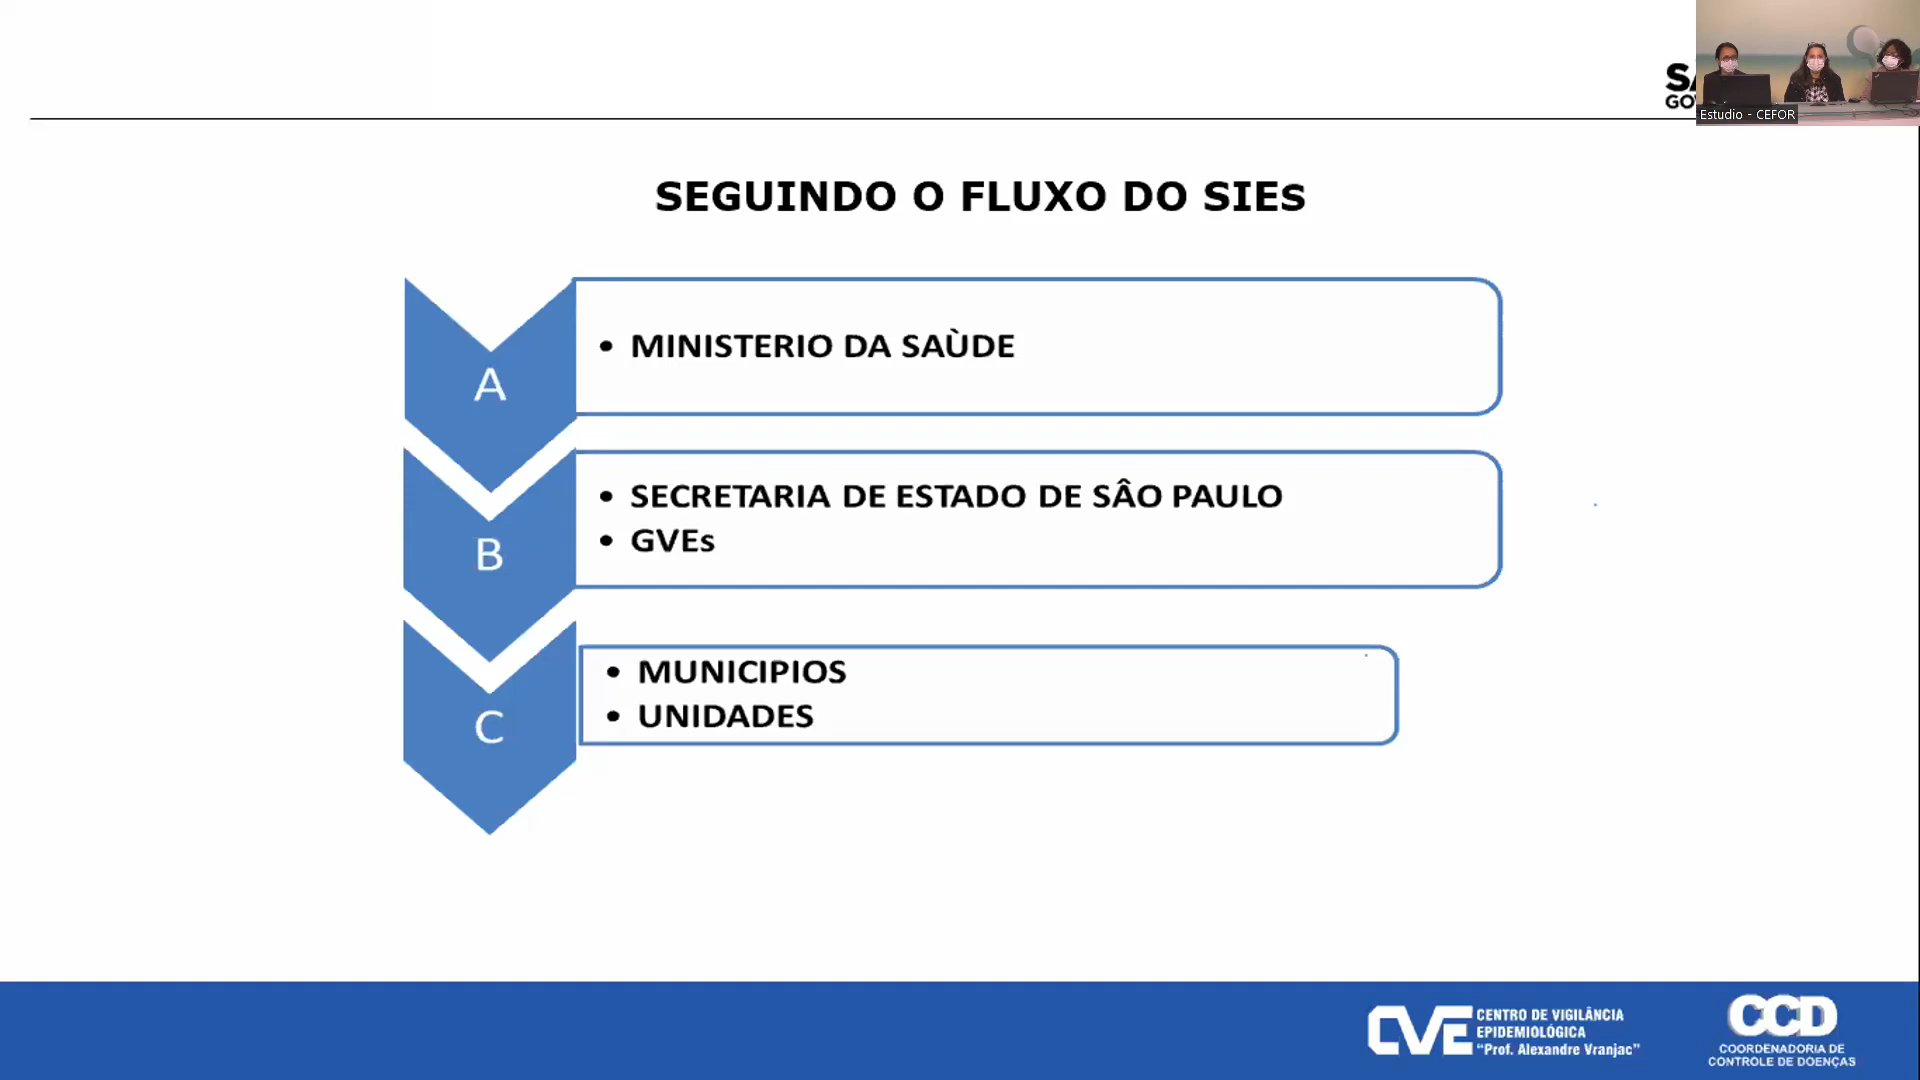 Estudio - CEFOR
SEGUINDO O FLUXO DO SIEs
A
• MINISTERIO DA SAÙDE
B
• SECRETARIA DE ESTADO DE SÂO PAULO
• GVEs
C
• MUNICIPIOS
• UNIDADES
CVE
CENTRO DE VIGILÂNCIA
EPIDEMIOLÓGICA
"Prof. Alexandre Vranjac"
CCD
COORDENADORIA DE
CONTROLE DE DOENÇAS